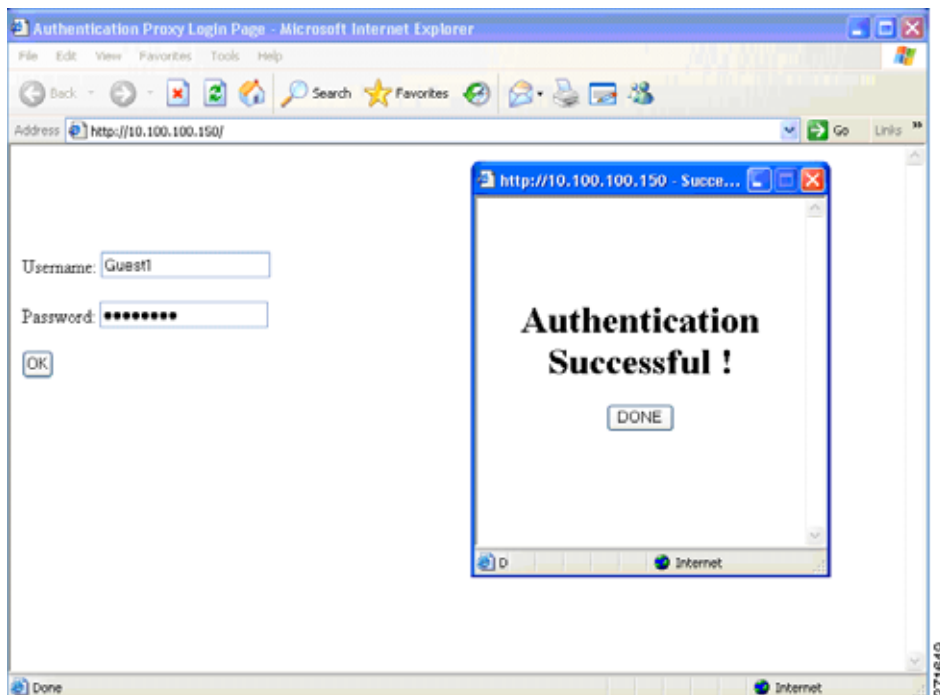 Authentication Proxy Login Page - Microsoft Internet Explorer
File Edit View Favorites Tools Help
Back Search Favorites
Address http://10.100.100.150/ Go Links »
http://10.100.100.150 - Succe...
Username: Guest1
Password: ●●●●●●●●
OK
Authentication
Successful !
DONE
D Internet
Done Internet
271649